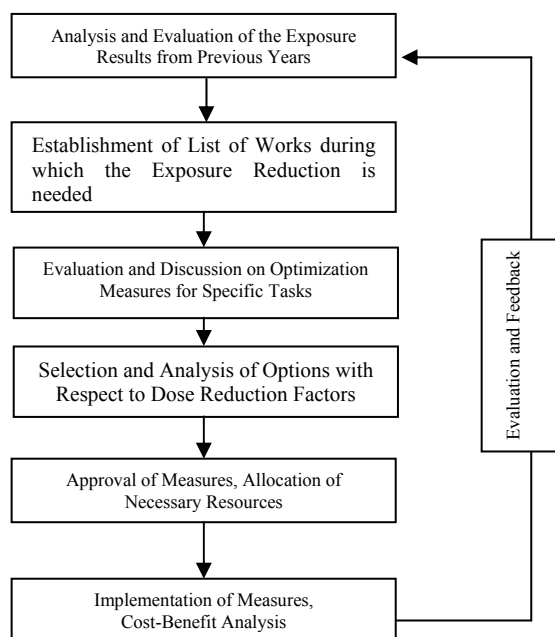 Analysis and Evaluation of the Exposure
Results from Previous Years
Establishment of List of Works during
which the Exposure Reduction is
needed
Evaluation and Discussion on Optimization
Measures for Specific Tasks
Selection and Analysis of Options with
Respect to Dose Reduction Factors
Approval of Measures, Allocation of
Necessary Resources
Implementation of Measures,
Cost-Benefit Analysis
Evaluation and Feedback